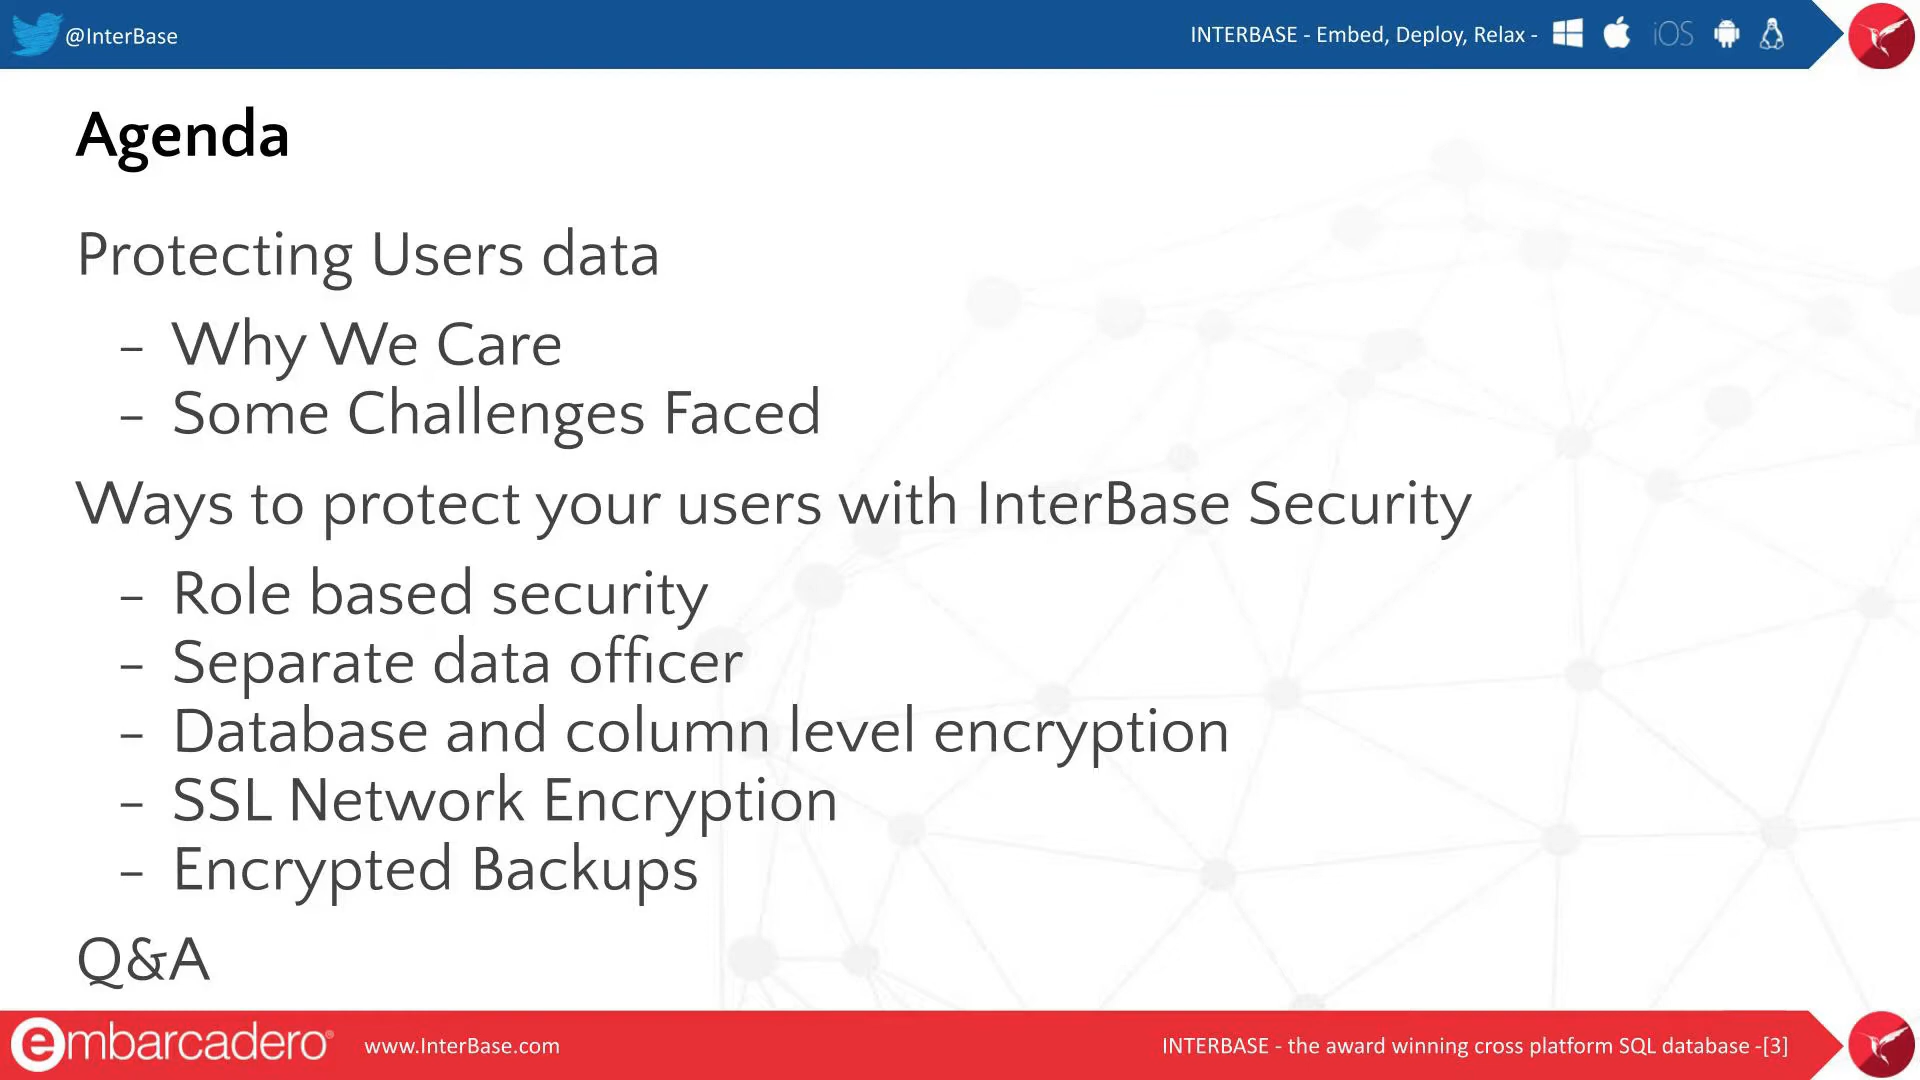 @InterBase
INTERBASE - Embed, Deploy, Relax -
iOS
Agenda
Protecting Users data
– Why We Care
– Some Challenges Faced
Ways to protect your users with InterBase Security
– Role based security
– Separate data officer
– Database and column level encryption
– SSL Network Encryption
– Encrypted Backups
Q&A
embarcadero®
www.InterBase.com
INTERBASE - the award winning cross platform SQL database -[3]